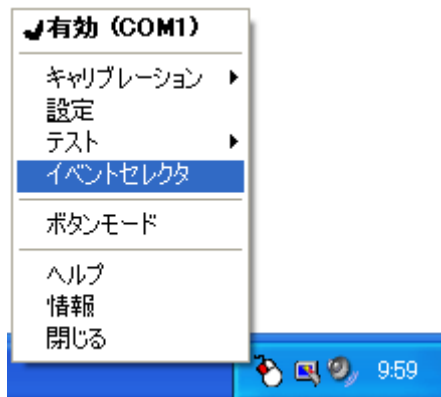 有効 (COM1)
キャリブレーション
設定
テスト
イベントセレクタ
ボタンモード
ヘルプ
情報
閉じる
9:59